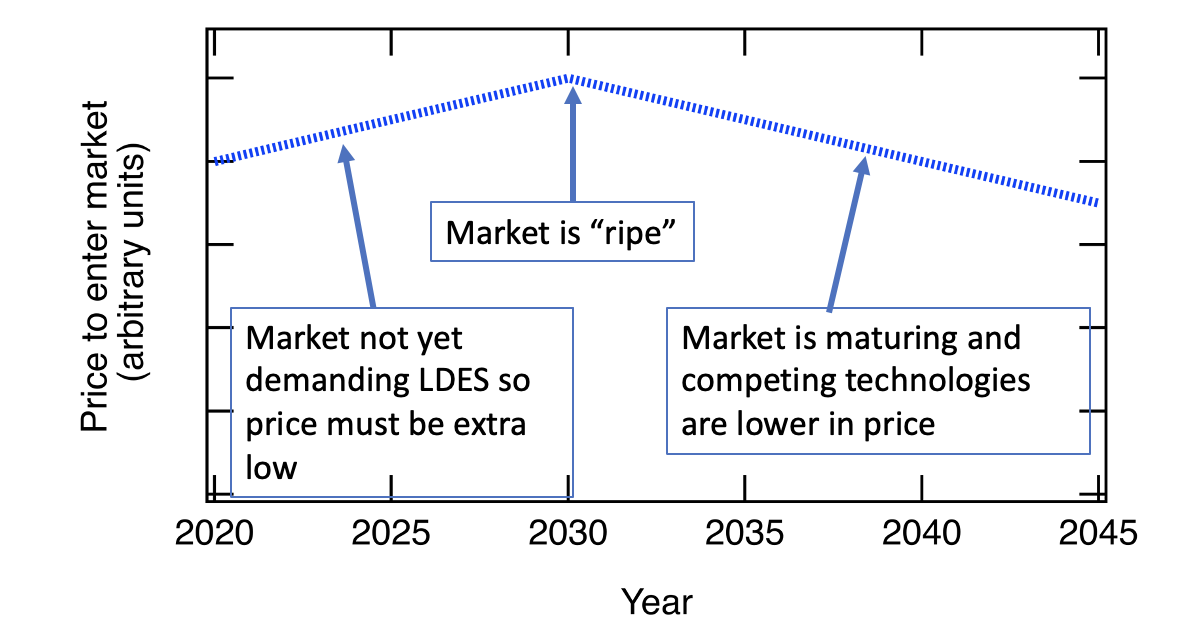 Price to enter market
(arbitrary units)
Market is “ripe”
Market not yet
demanding LDES so
price must be extra
low
Market is maturing and
competing technologies
are lower in price
2020
2025
2030
2035
2040
2045
Year